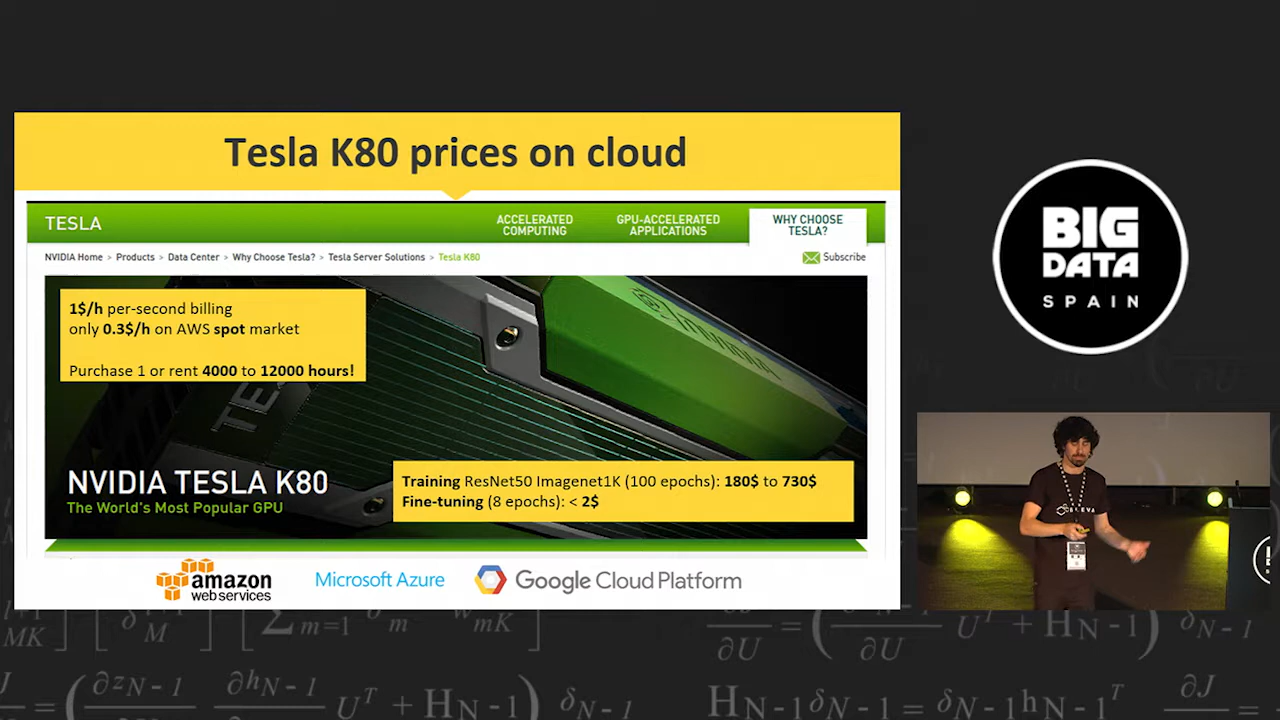 Tesla K80 prices on cloud
TESLA
ACCELERATED
COMPUTING
GPU-ACCELERATED
APPLICATIONS
WHY CHOOSE
TESLA?
NVIDIA Home > Products > Data Center > Why Choose Tesla? > Tesla Server Solutions > Tesla K80
Subscribe
1$/h per-second billing
only 0.3$/h on AWS spot market
Purchase 1 or rent 4000 to 12000 hours!
NVIDIA
TE
NVIDIA TESLA K80
The World's Most Popular GPU
Training ResNet50 Imagenet1K (100 epochs): 180$ to 730$
Fine-tuning (8 epochs): < 2$
amazon
web services
Microsoft Azure
Google Cloud Platform
BIG
DATA
SPAIN